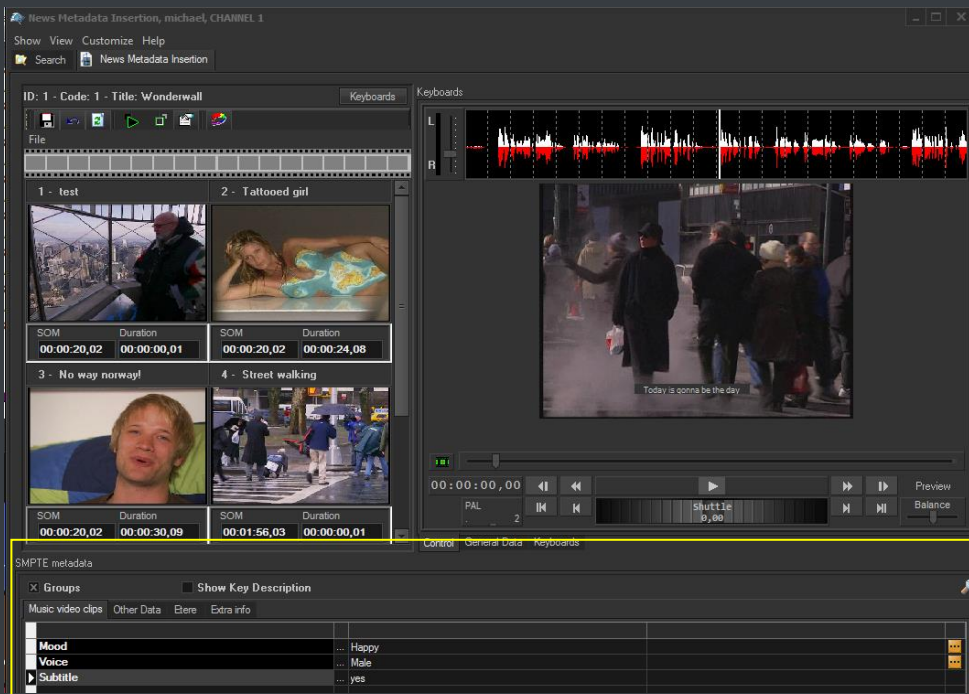 News Metadata Insertion, michael, CHANNEL 1
Show View Customize Help
Search News Metadata Insertion
ID: 1 - Code: 1 - Title: Wonderwall Keyboards
File
1 - test 2 - Tattooed girl
SOM Duration SOM Duration
00:00:20,02 00:00:00,01 00:00:20,02 00:00:24,08
3 - No way norway! 4 - Street walking
SOM Duration SOM Duration
00:00:20,02 00:00:30,09 00:01:56,03 00:00:00,01
Keyboards
L
R
Today is gonna be the day
00:00:00,00 Preview
PAL Shuttle Balance
2 0,00
Control General Data Keyboards
SMPTE metadata
x Groups Show Key Description
Music video clips Other Data Etere Extra info
Mood ... Happy ...
Voice ... Male ...
Subtitle ... yes